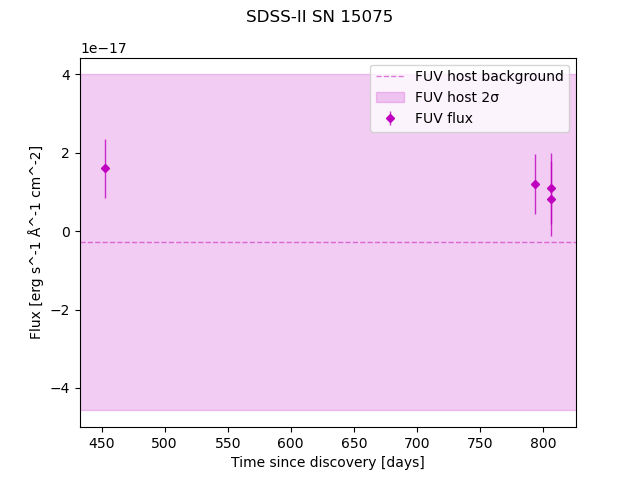 SDSS-II SN 15075
1e−17
FUV host background
FUV host 2σ
FUV flux
4
2
0
−2
−4
Flux [erg s^-1 Å^-1 cm^-2]
450 500 550 600 650 700 750 800
Time since discovery [days]